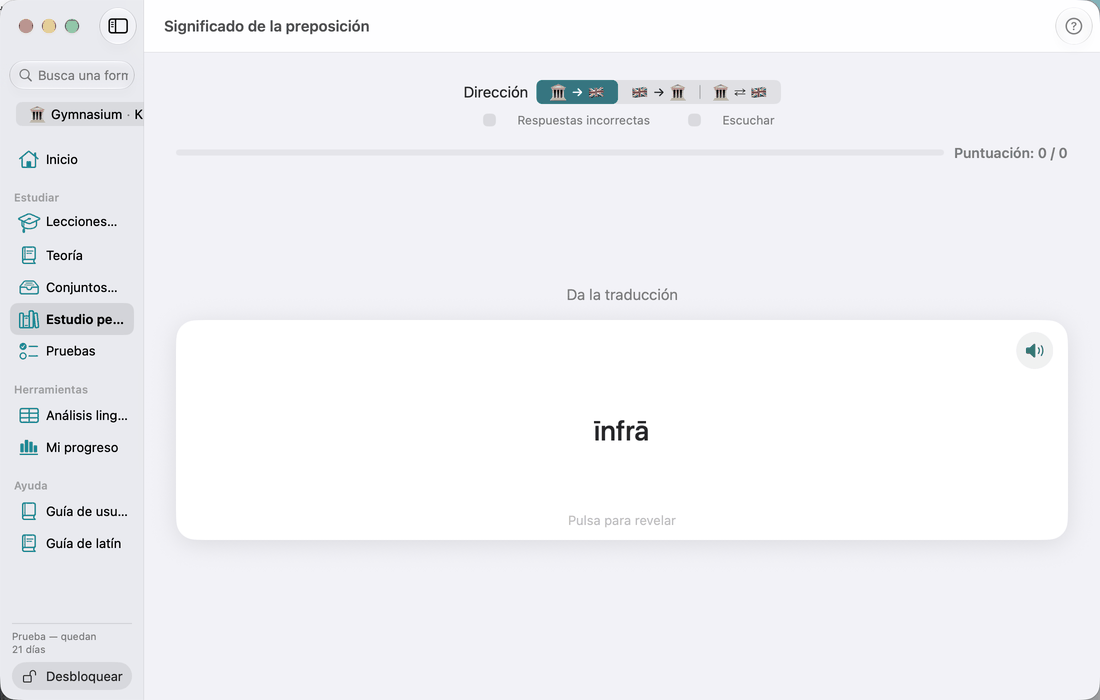 Significado de la preposición
Busca una forn
Gymnasium · K
Inicio
Estudiar
Lecciones...
Teoría
Conjuntos...
Estudio pe...
Pruebas
Herramientas
Análisis ling...
Mi progreso
Ayuda
Guía de usu...
Guía de latín
Prueba — quedan
21 días
Desbloquear
Dirección
Respuestas incorrectas
Escuchar
Puntuación: 0 / 0
Da la traducción
īnfrā
Pulsa para revelar